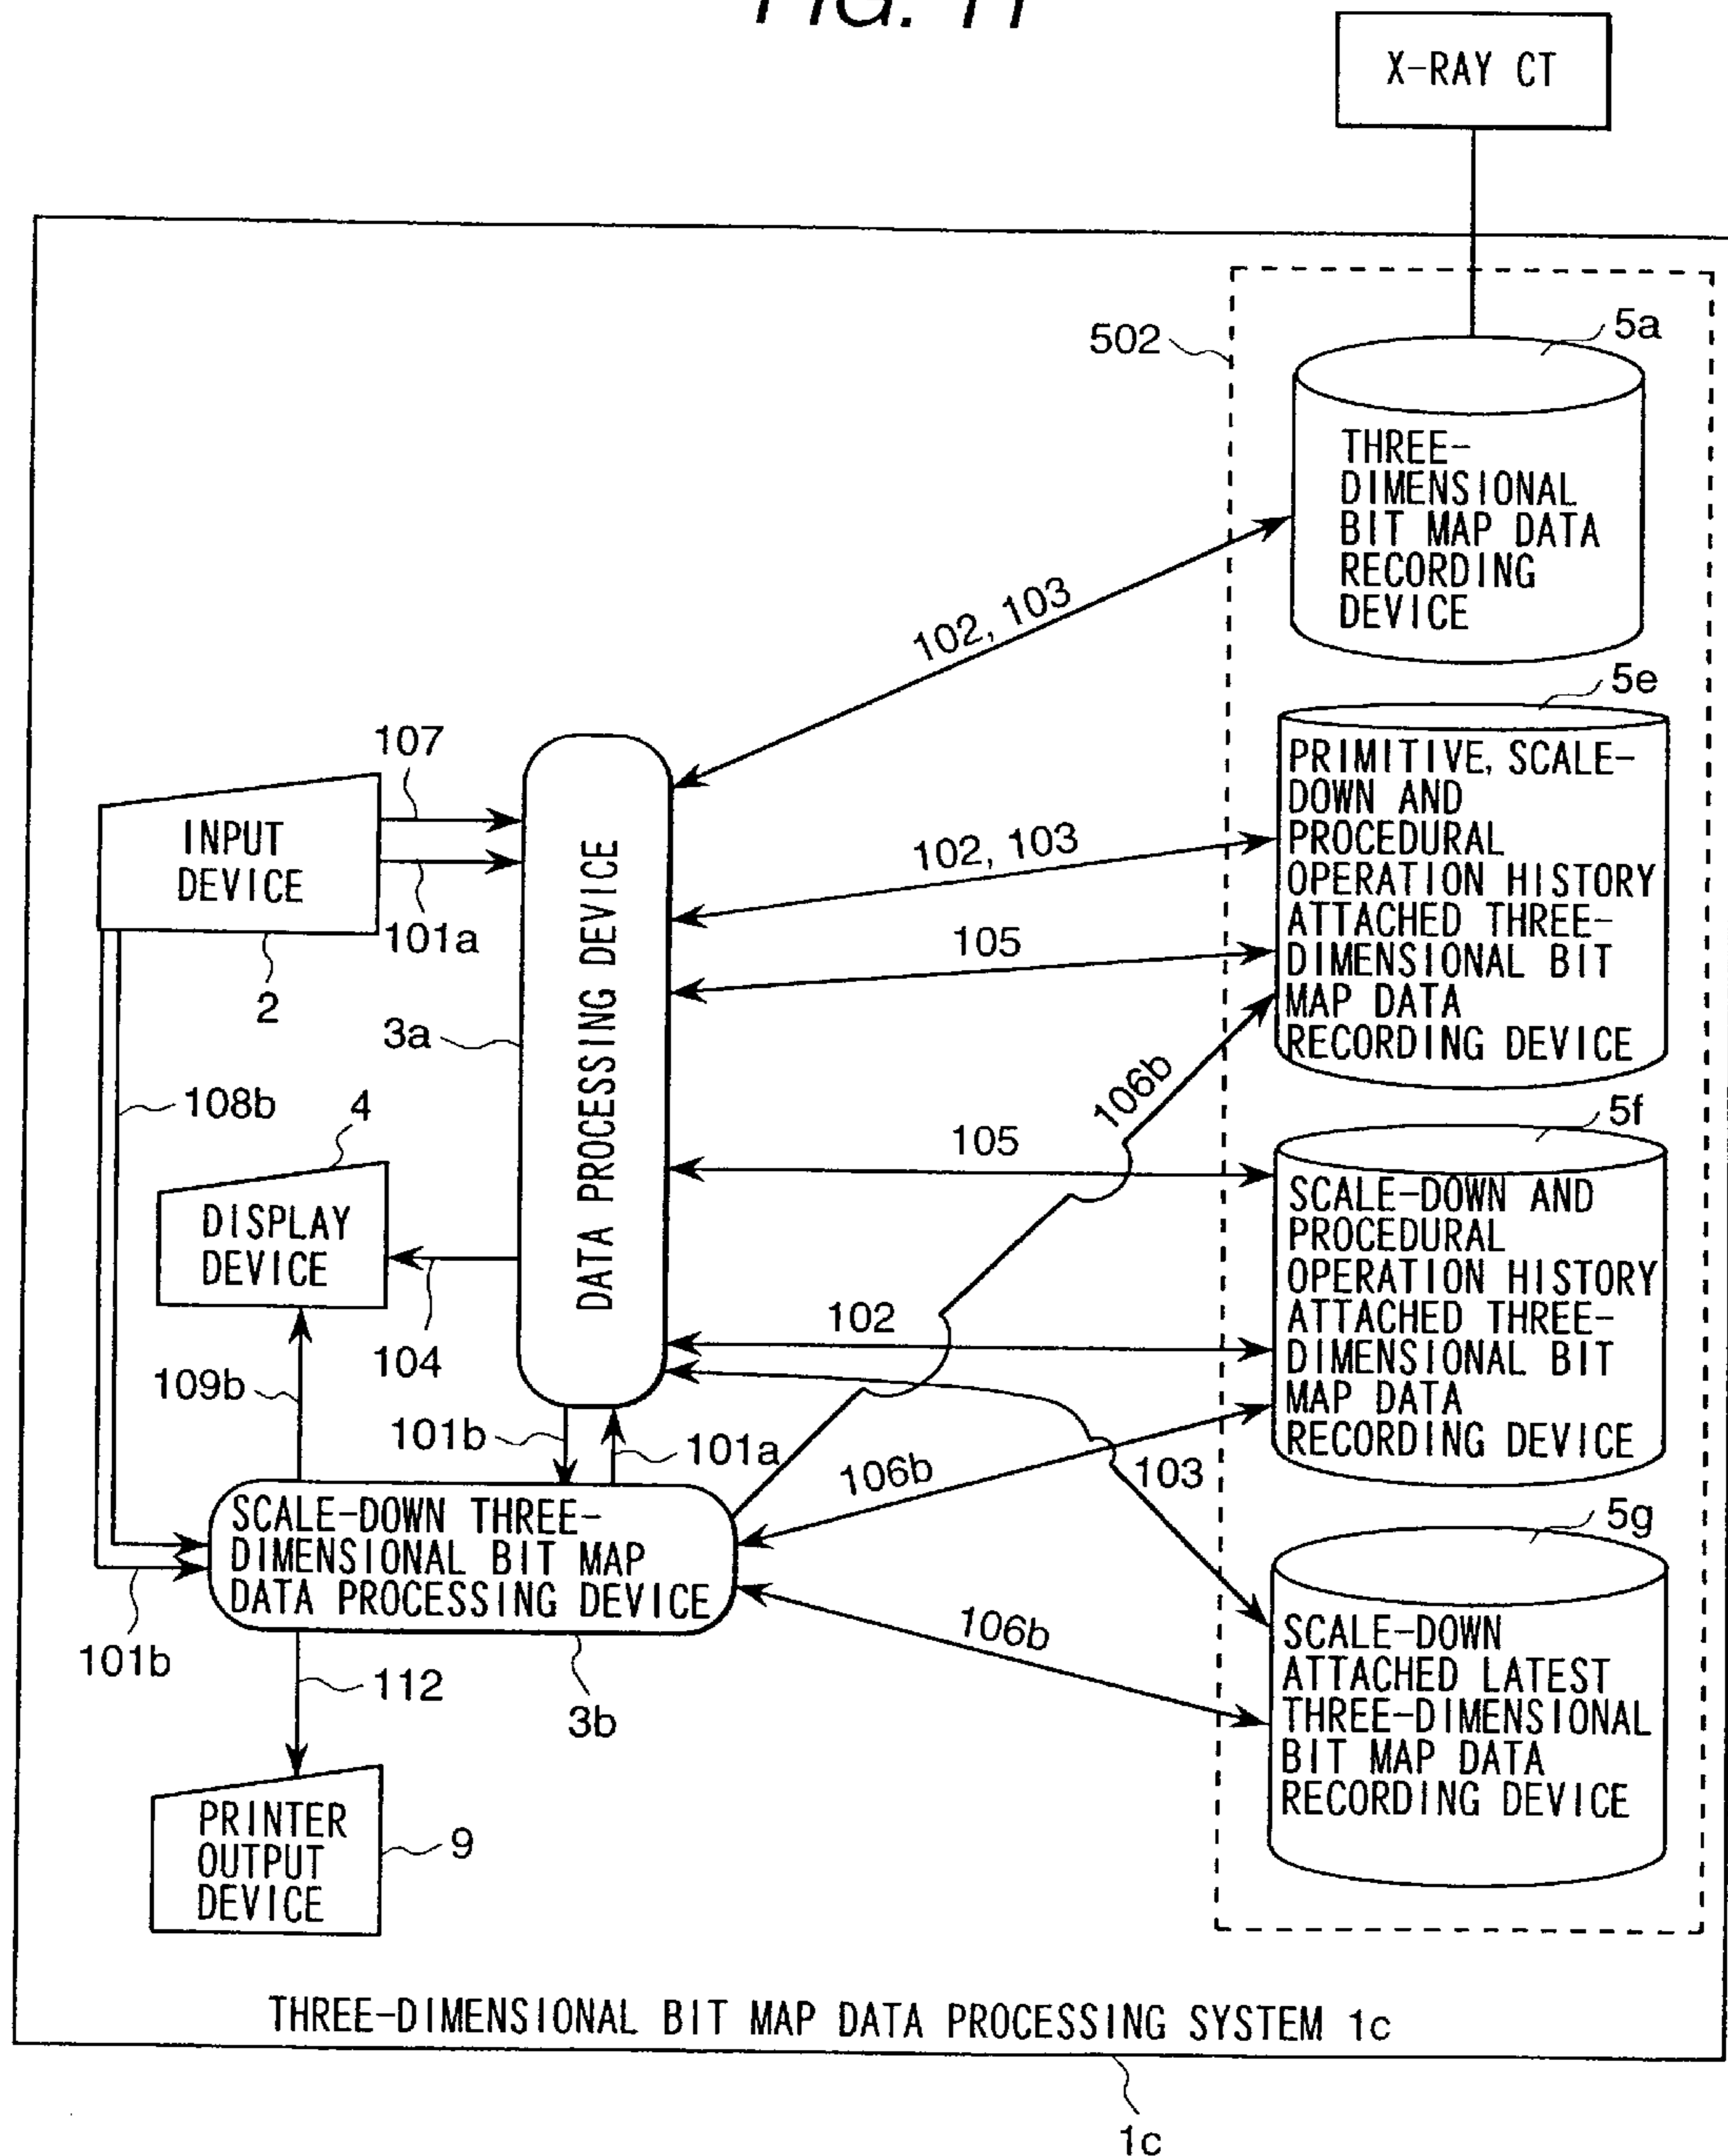 FIG. 11
X-RAY CT
502
5a
THREE-
DIMENSIONAL
BIT MAP DATA
RECORDING
DEVICE
102, 103
5e
PRIMITIVE, SCALE-
DOWN AND
PROCEDURAL
OPERATION HISTORY
ATTACHED THREE-
DIMENSIONAL BIT
MAP DATA
RECORDING DEVICE
107
INPUT
DEVICE
101a
2
102, 103
105
3a
DATA PROCESSING DEVICE
108b
4
106b
105
5f
SCALE-DOWN AND
PROCEDURAL
OPERATION HISTORY
ATTACHED THREE-
DIMENSIONAL BIT
MAP DATA
RECORDING DEVICE
DISPLAY
DEVICE
104
102
109b
101b
101a
106b
103
5g
SCALE-DOWN THREE-
DIMENSIONAL BIT MAP
DATA PROCESSING DEVICE
101b
112
3b
106b
SCALE-DOWN
ATTACHED LATEST
THREE-DIMENSIONAL
BIT MAP DATA
RECORDING DEVICE
PRINTER
OUTPUT
DEVICE
9
THREE-DIMENSIONAL BIT MAP DATA PROCESSING SYSTEM 1c
1c